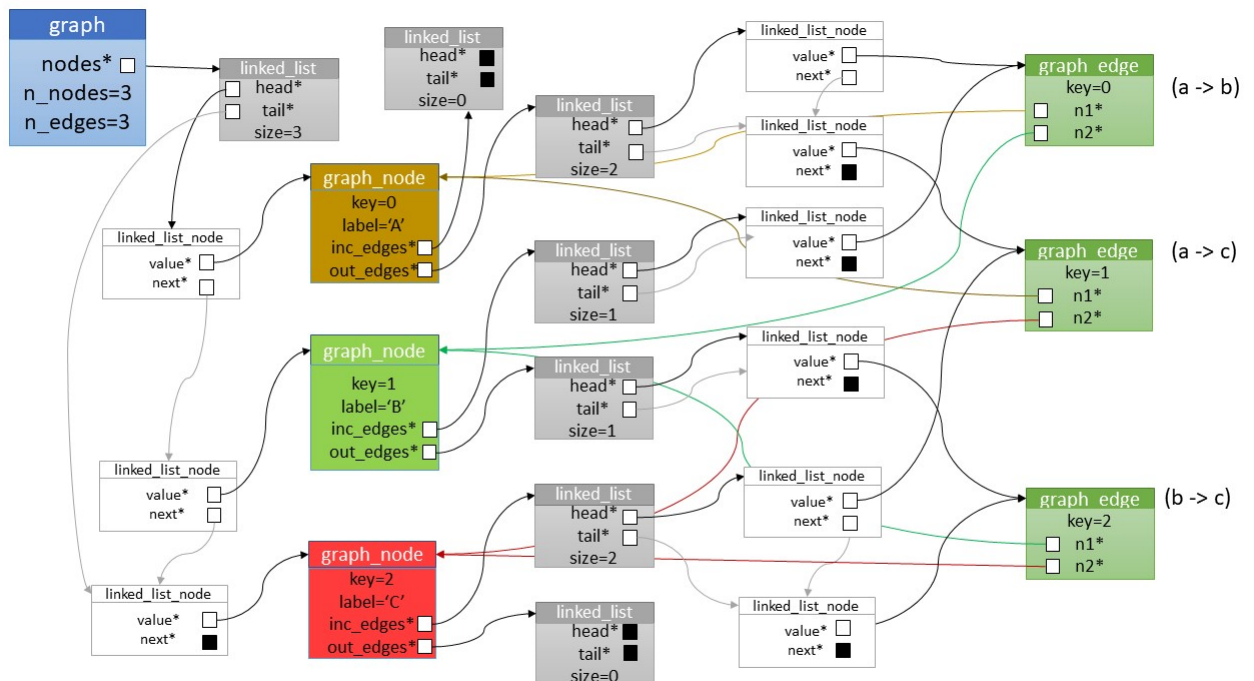 graph
nodes*
n_nodes=3
n_edges=3
linked_list
head*
tail*
size=3
linked_list_node
value*
next*
linked_list_node
value*
next*
linked_list_node
value*
next*
linked_list
head*
tail*
size=0
graph_node
key=0
label='A'
inc_edges*
out_edges*
graph_node
key=1
label='B'
inc_edges*
out_edges*
graph_node
key=2
label='C'
inc_edges*
out_edges*
linked_list
head*
tail*
size=2
linked_list
head*
tail*
size=1
linked_list
head*
tail*
size=1
linked_list
head*
tail*
size=2
linked_list
head*
tail*
size=0
linked_list_node
value*
next*
linked_list_node
value*
next*
linked_list_node
value*
next*
linked_list_node
value*
next*
linked_list_node
value*
next*
linked_list_node
value*
next*
graph_edge
key=0
n1*
n2*
(a -> b)
graph_edge
key=1
n1*
n2*
(a -> c)
graph_edge
key=2
n1*
n2*
(b -> c)